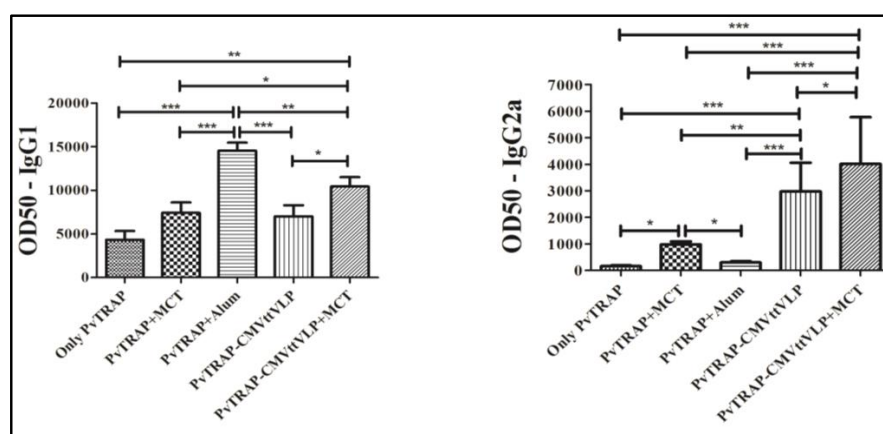 **
*
***
**
***
***
*
20000
15000
10000
5000
0
OD50 - IgG1
Only PvTRAP
PvTRAP+MCT
PvTRAP+Alum
PvTRAP-CMVttVLP
PvTRAP-CMVttVLP+MCT
***
***
***
*
***
**
***
*
*
7000
6000
5000
4000
3000
2000
1000
0
OD50 - IgG2a
Only PvTRAP
PvTRAP+MCT
PvTRAP+Alum
PvTRAP-CMVttVLP
PvTRAP-CMVttVLP+MCT